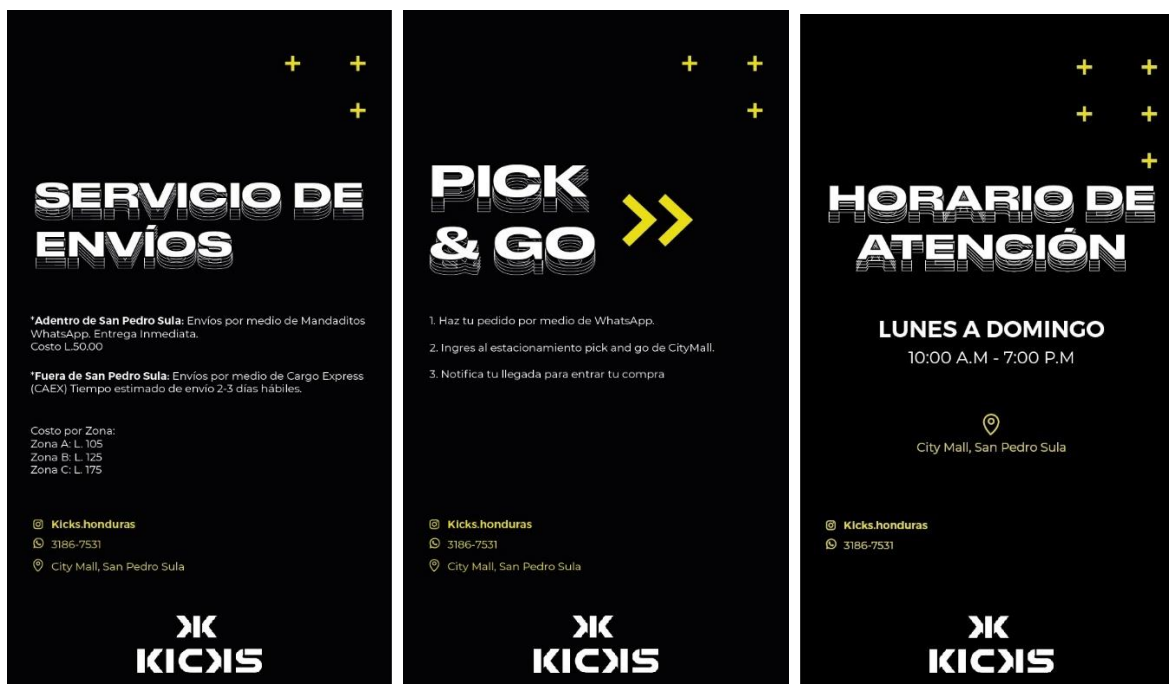 SERVICIO DE
ENVÍOS
*Adentro de San Pedro Sula: Envíos por medio de Mandaditos
WhatsApp. Entrega Inmediata.
Costo L.50.00
*Fuera de San Pedro Sula: Envíos por medio de Cargo Express
(CAEX) Tiempo estimado de envio 2-3 días hábiles.
Costo por Zona:
Zona A: L. 105
Zona B: L. 125
Zona C: L. 175
Kicks.honduras
3186-7531
City Mall, San Pedro Sula
KICKS
PICK
& GO
1. Haz tu pedido por medio de WhatsApp.
2. Ingres al estacionamiento pick and go de CityMall.
3. Notifica tu llegada para entrar tu compra
Kicks.honduras
3186-7531
City Mall, San Pedro Sula
KICKS
HORARIO DE
ATENCIÓN
LUNES A DOMINGO
10:00 A.M - 7:00 P.M
City Mall, San Pedro Sula
Kicks.honduras
3186-7531
KICKS